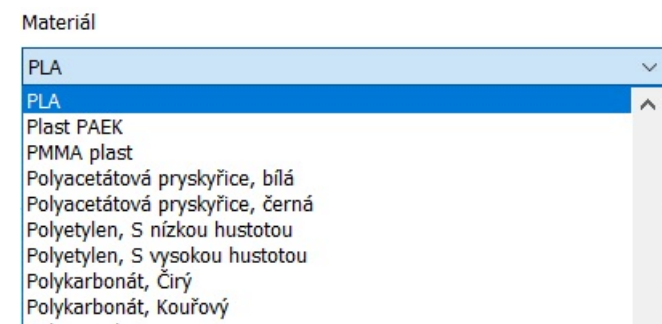 Materiál
PLA
PLA
Plast PAEK
PMMA plast
Polyacetátová pryskyřice, bílá
Polyacetátová pryskyřice, černá
Polyetylen, S nízkou hustotou
Polyetylen, S vysokou hustotou
Polykarbonát, Čirý
Polykarbonát, Kouřový